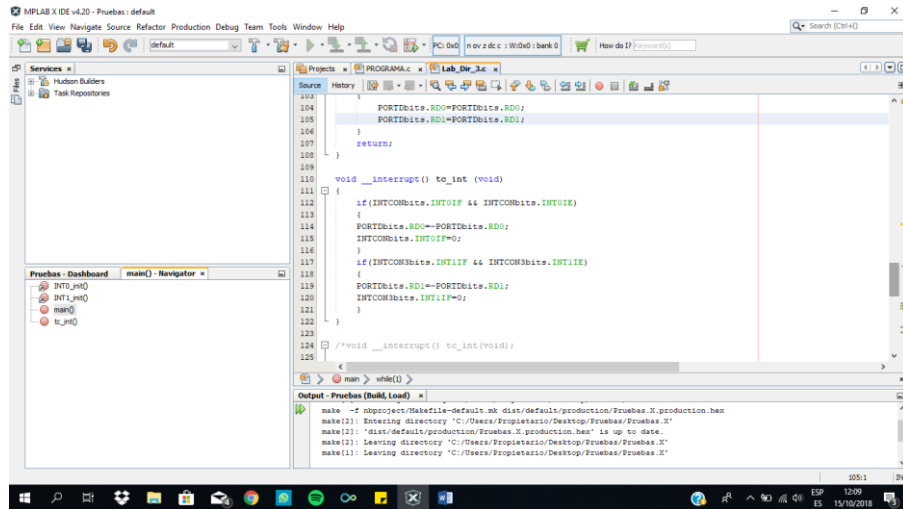 MPLAB X IDE v4.20 - Pruebas : default
File Edit View Navigate Source Refactor Production Debug Team Tools Window Help
Search (Ctrl+I)
default
PC: 0x0
n ov z dc c : W:0x0 : bank 0
How do I? (Keyword(s))
Services
Projects
PROGRAMA.c
Lab_Dir_3.c
Files
Hudson Builders
Task Repositories
Source History
103 {
104 PORTDbits.RD0=PORTDbits.RD0;
105 PORTDbits.RD1=PORTDbits.RD1;
106 }
107 return;
108 }
109
110 void __interrupt() tc_int (void)
111 {
112 if(INTCONbits.INT0IF && INTCONbits.INT0IE)
113 {
114 PORTDbits.RD0=~PORTDbits.RD0;
115 INTCONbits.INT0IF=0;
116 }
117 if(INTCON3bits.INT1IF && INTCON3bits.INT1IE)
118 {
119 PORTDbits.RD1=~PORTDbits.RD1;
120 INTCON3bits.INT1IF=0;
121 }
122 }
123
124 /*void __interrupt() tc_int(void);
125
Pruebas - Dashboard
main() - Navigator
INT0_init()
INT1_init()
main()
tc_int()
main
while(1)
Output - Pruebas (Build, Load)
make -f nbproject/Makefile-default.mk dist/default/production/Pruebas.X.production.hex
make[2]: Entering directory 'C:/Users/Propietario/Desktop/Pruebas/Pruebas.X'
make[2]: 'dist/default/production/Pruebas.X.production.hex' is up to date.
make[2]: Leaving directory 'C:/Users/Propietario/Desktop/Pruebas/Pruebas.X'
make[1]: Leaving directory 'C:/Users/Propietario/Desktop/Pruebas/Pruebas.X'
105:1
ESP
ES
12:09
15/10/2018